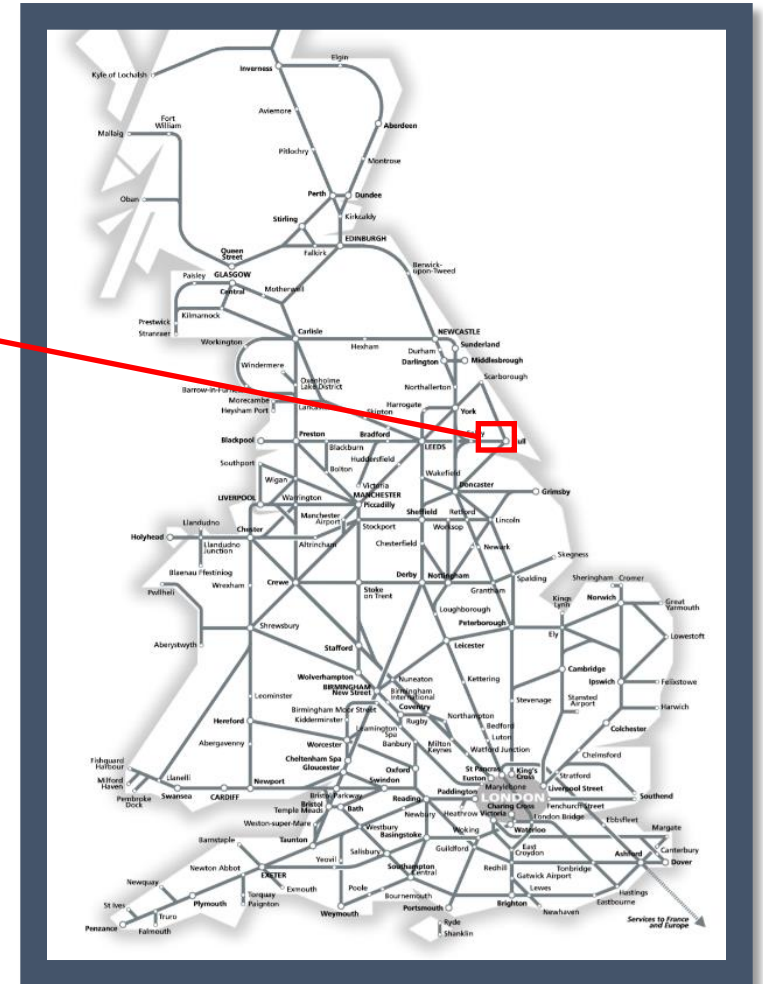 Elgin
Inverness
Kyle of Lochalsh
Aviemore
Fort
William
Mallaig
Aberdeen
Pitlochry
Montrose
Perth
Dundee
Oban
Stirling
Kirkcaldy
EDINBURGH
Queen
Street
Falkirk
Berwick-
upon-Tweed
Paisley
GLASGOW
Central
Motherwell
Kilmarnock
Prestwick
Stranraer
Carlisle
NEWCASTLE
Workington
Hexham
Sunderland
Durham
Darlington
Middlesbrough
Windermere
Scarborough
Oxenholme
Lake District
Northallerton
Morecambe
Harrogate
York
Heysham Port
Skipton
Blackpool
Preston
Bradford
LEEDS
Blackburn
Huddersfield
Southport
Bolton
Wakefield
Wigan
Victoria
Doncaster
MANCHESTER
Grimsby
LIVERPOOL
Warrington
Piccadilly
Sheffield
Retford
Manchester
Airport
Llandudno
Chester
Stockport
Worksop
Lincoln
Holyhead
Llandudno
Junction
Altrincham
Chesterfield
Newark
Skegness
Blaenau Ffestiniog
Wrexham
Crewe
Stoke
on Trent
Derby
Nottingham
Spalding
Sheringham
Cromer
Pwllheli
Grantham
Kings
Lynn
Norwich
Great
Yarmouth
Loughborough
Shrewsbury
Peterborough
Ely
Lowestoft
Aberystwyth
Stafford
Leicester
Wolverhampton
Nuneaton
Kettering
Cambridge
BIRMINGHAM
New Street
Birmingham
International
Ipswich
Felixstowe
Leominster
Stevenage
Stansted
Airport
Birmingham Moor Street
Coventry
Harwich
Kidderminster
Rugby
Northampton
Hereford
Leamington
Spa
Bedford
Colchester
Abergavenny
Worcester
Banbury
Milton
Keynes
Luton
Watford Junction
Chelmsford
Cheltenham Spa
Fishguard
Harbour
Gloucester
Oxford
St Pancras
King's
Cross
Llanelli
Newport
Swindon
Euston
Stratford
Milford
Haven
Marylebone
Liverpool Street
Pembroke
Dock
Swansea
CARDIFF
Bristol Parkway
Reading
Paddington
LONDON
Southend
Bristol
Temple Meads
Bath
Charing Cross
Fenchurch Street
Weston-super-Mare
Newbury
Heathrow
Victoria
London Bridge
Ebbsfleet
Westbury
Basingstoke
Woking
Waterloo
Margate
Barnstaple
Taunton
Salisbury
Guildford
East
Croydon
Canterbury
Yeovil
Ashford
Dover
Newton Abbot
Southampton
Central
Redhill
Tonbridge
Newquay
EXETER
Gatwick Airport
Exmouth
Poole
Lewes
Hastings
St Ives
Plymouth
Torquay
Paignton
Bournemouth
Eastbourne
Truro
Weymouth
Portsmouth
Brighton
Newhaven
Penzance
Falmouth
Ryde
Shanklin
Services to France
and Europe